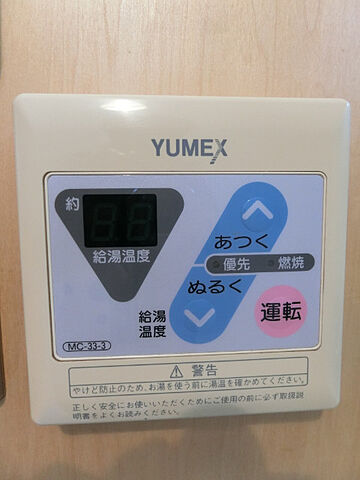 YUMEX
約
給湯温度
あつく
優先 燃焼
ぬるく
給湯
温度
運転
MC-33-3
⚠ 警告
やけど防止のため、お湯を使う前に湯温を確かめてください。
正しく安全にお使いいただくためにご使用の前に必ず取扱説
明書をよくお読みください。